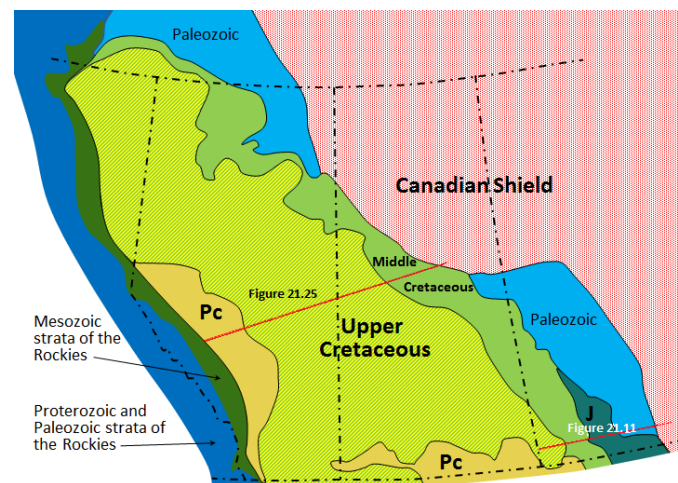 Paleozoic
Canadian Shield
Middle
Cretaceous
Figure 21.25
Pc
Upper
Cretaceous
Paleozoic
Mesozoic
strata of the
Rockies
J
Figure 21.11
Proterozoic and
Paleozoic strata of
the Rockies
Pc